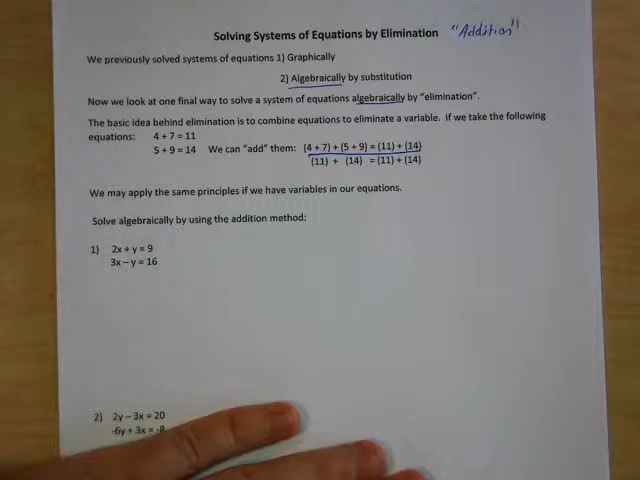 Solving Systems of Equations by Elimination "Addition"
We previously solved systems of equations 1) Graphically
2) Algebraically by substitution
Now we look at one final way to solve a system of equations algebraically by "elimination".
The basic idea behind elimination is to combine equations to eliminate a variable. If we take the following
equations: 4 + 7 = 11
5 + 9 = 14 We can "add" them: (4 + 7) + (5 + 9) = (11) + (14)
(11) + (14) = (11) + (14)
We may apply the same principles if we have variables in our equations.
Solve algebraically by using the addition method:
1) 2x + y = 9
3x – y = 16
2) 2y – 3x = 20
-6y + 3x = -8